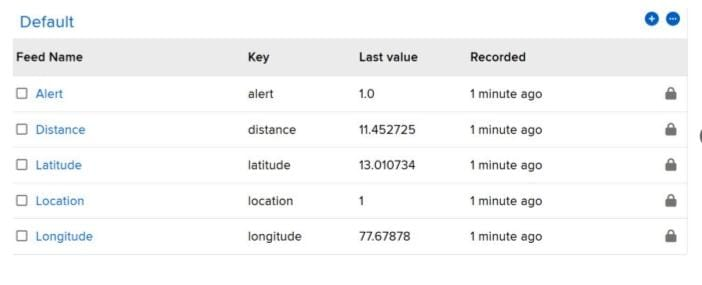 Default
Feed Name Key Last value Recorded
Alert alert 1.0 1 minute ago
Distance distance 11.452725 1 minute ago
Latitude latitude 13.010734 1 minute ago
Location location 1 1 minute ago
Longitude longitude 77.67878 1 minute ago